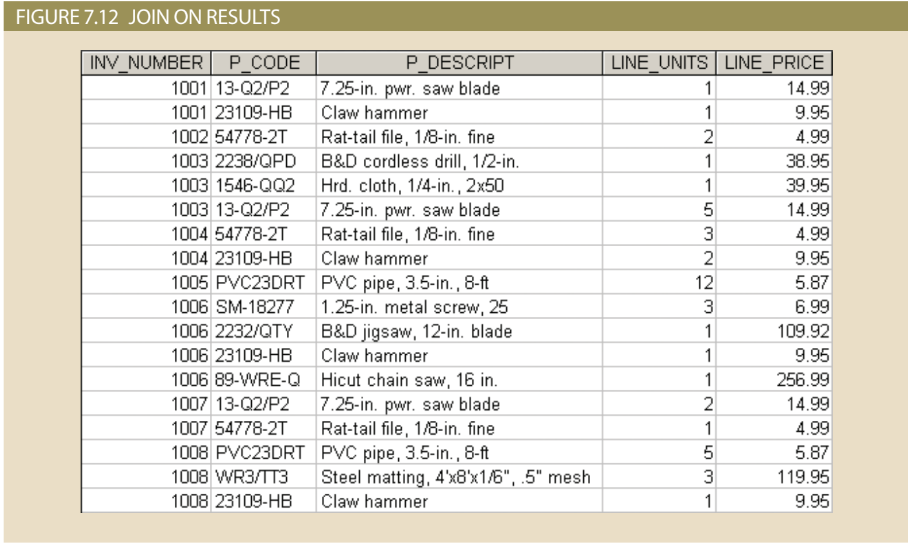 FIGURE 7.12 JOIN ON RESULTS
INV_NUMBER P_CODE P_DESCRIPT LINE_UNITS LINE_PRICE
1001 13-Q2/P2 7.25-in. pwr. saw blade 1 14.99
1001 23109-HB Claw hammer 1 9.95
1002 54778-2T Rat-tail file, 1/8-in. fine 2 4.99
1003 2238/QPD B&D cordless drill, 1/2-in. 1 38.95
1003 1546-QQ2 Hrd. cloth, 1/4-in., 2x50 1 39.95
1003 13-Q2/P2 7.25-in. pwr. saw blade 5 14.99
1004 54778-2T Rat-tail file, 1/8-in. fine 3 4.99
1004 23109-HB Claw hammer 2 9.95
1005 PVC23DRT PVC pipe, 3.5-in., 8-ft 12 5.87
1006 SM-18277 1.25-in. metal screw, 25 3 6.99
1006 2232/QTY B&D jigsaw, 12-in. blade 1 109.92
1006 23109-HB Claw hammer 1 9.95
1006 89-WRE-Q Hicut chain saw, 16 in. 1 256.99
1007 13-Q2/P2 7.25-in. pwr. saw blade 2 14.99
1007 54778-2T Rat-tail file, 1/8-in. fine 1 4.99
1008 PVC23DRT PVC pipe, 3.5-in., 8-ft 5 5.87
1008 WR3/TT3 Steel matting, 4'x8'x1/6", .5" mesh 3 119.95
1008 23109-HB Claw hammer 1 9.95